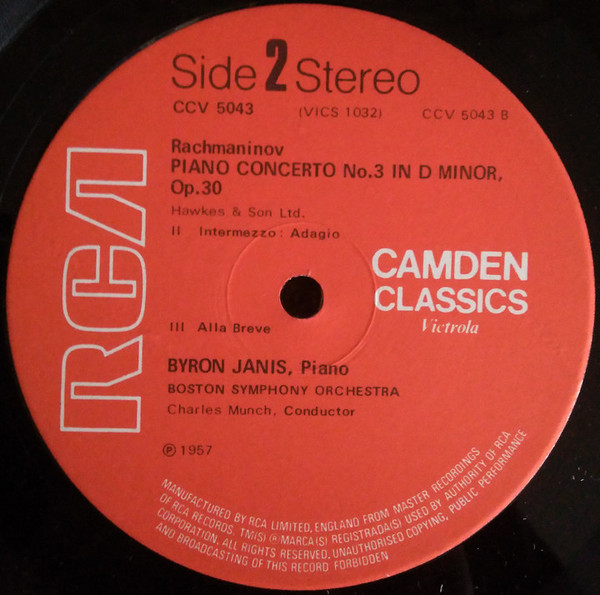 Side 2 Stereo
CCV 5043 (VICS 1032) CCV 5043 B
Rachmaninov
PIANO CONCERTO No.3 IN D MINOR,
Op.30
Hawkes & Son Ltd.
II Intermezzo : Adagio
RCA
CAMDEN
CLASSICS
Victrola
III Alla Breve
BYRON JANIS, Piano
BOSTON SYMPHONY ORCHESTRA
Charles Munch, Conductor
℗ 1957
MANUFACTURED BY RCA LIMITED, ENGLAND FROM MASTER RECORDINGS
OF RCA RECORDS. TM(S) ® MARCA(S) REGISTRADA(S) USED BY AUTHORITY OF RCA
CORPORATION. ALL RIGHTS RESERVED. UNAUTHORISED COPYING, PUBLIC PERFORMANCE
AND BROADCASTING OF THIS RECORD FORBIDDEN